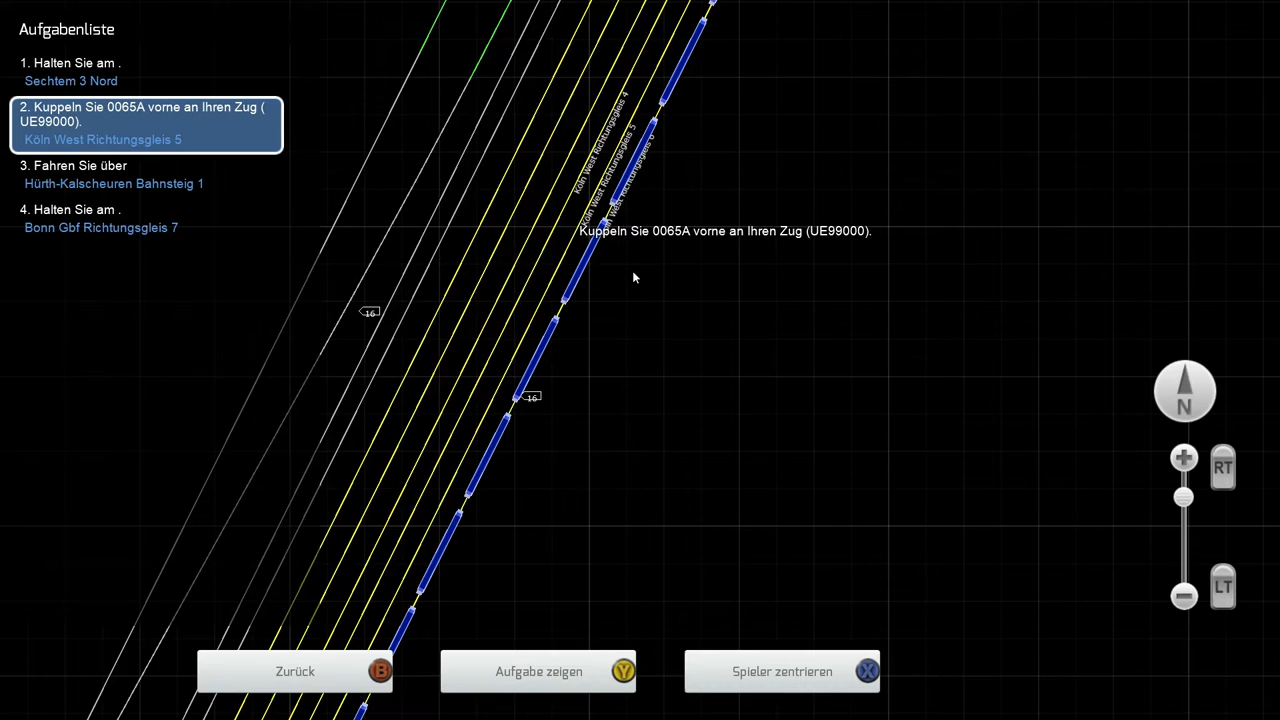 Aufgabenliste
1. Halten Sie am .
Sechtem 3 Nord
2. Kuppeln Sie 0065A vorne an Ihren Zug (
UE99000).
Köln West Richtungsgleis 5
3. Fahren Sie über
Hürth-Kalscheuren Bahnsteig 1
4. Halten Sie am .
Bonn Gbf Richtungsgleis 7
Köln West Richtungsgleis 4
Köln West Richtungsgleis 5
West Richtungsgleis 6
Kuppeln Sie 0065A vorne an Ihren Zug (UE99000).
16
16
N
RT
LT
Zurück B
Aufgabe zeigen Y
Spieler zentrieren X